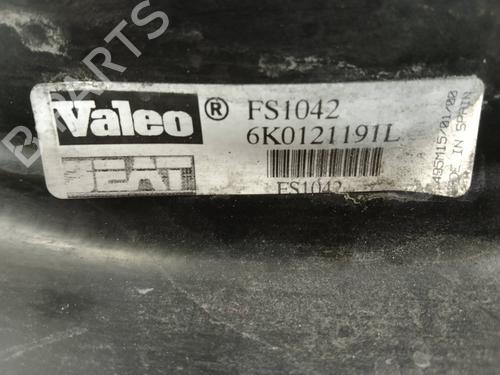 B-PARTS
Valeo ® FS1042
6K0121191L
SEAT
FS1042
MADE IN SPAIN